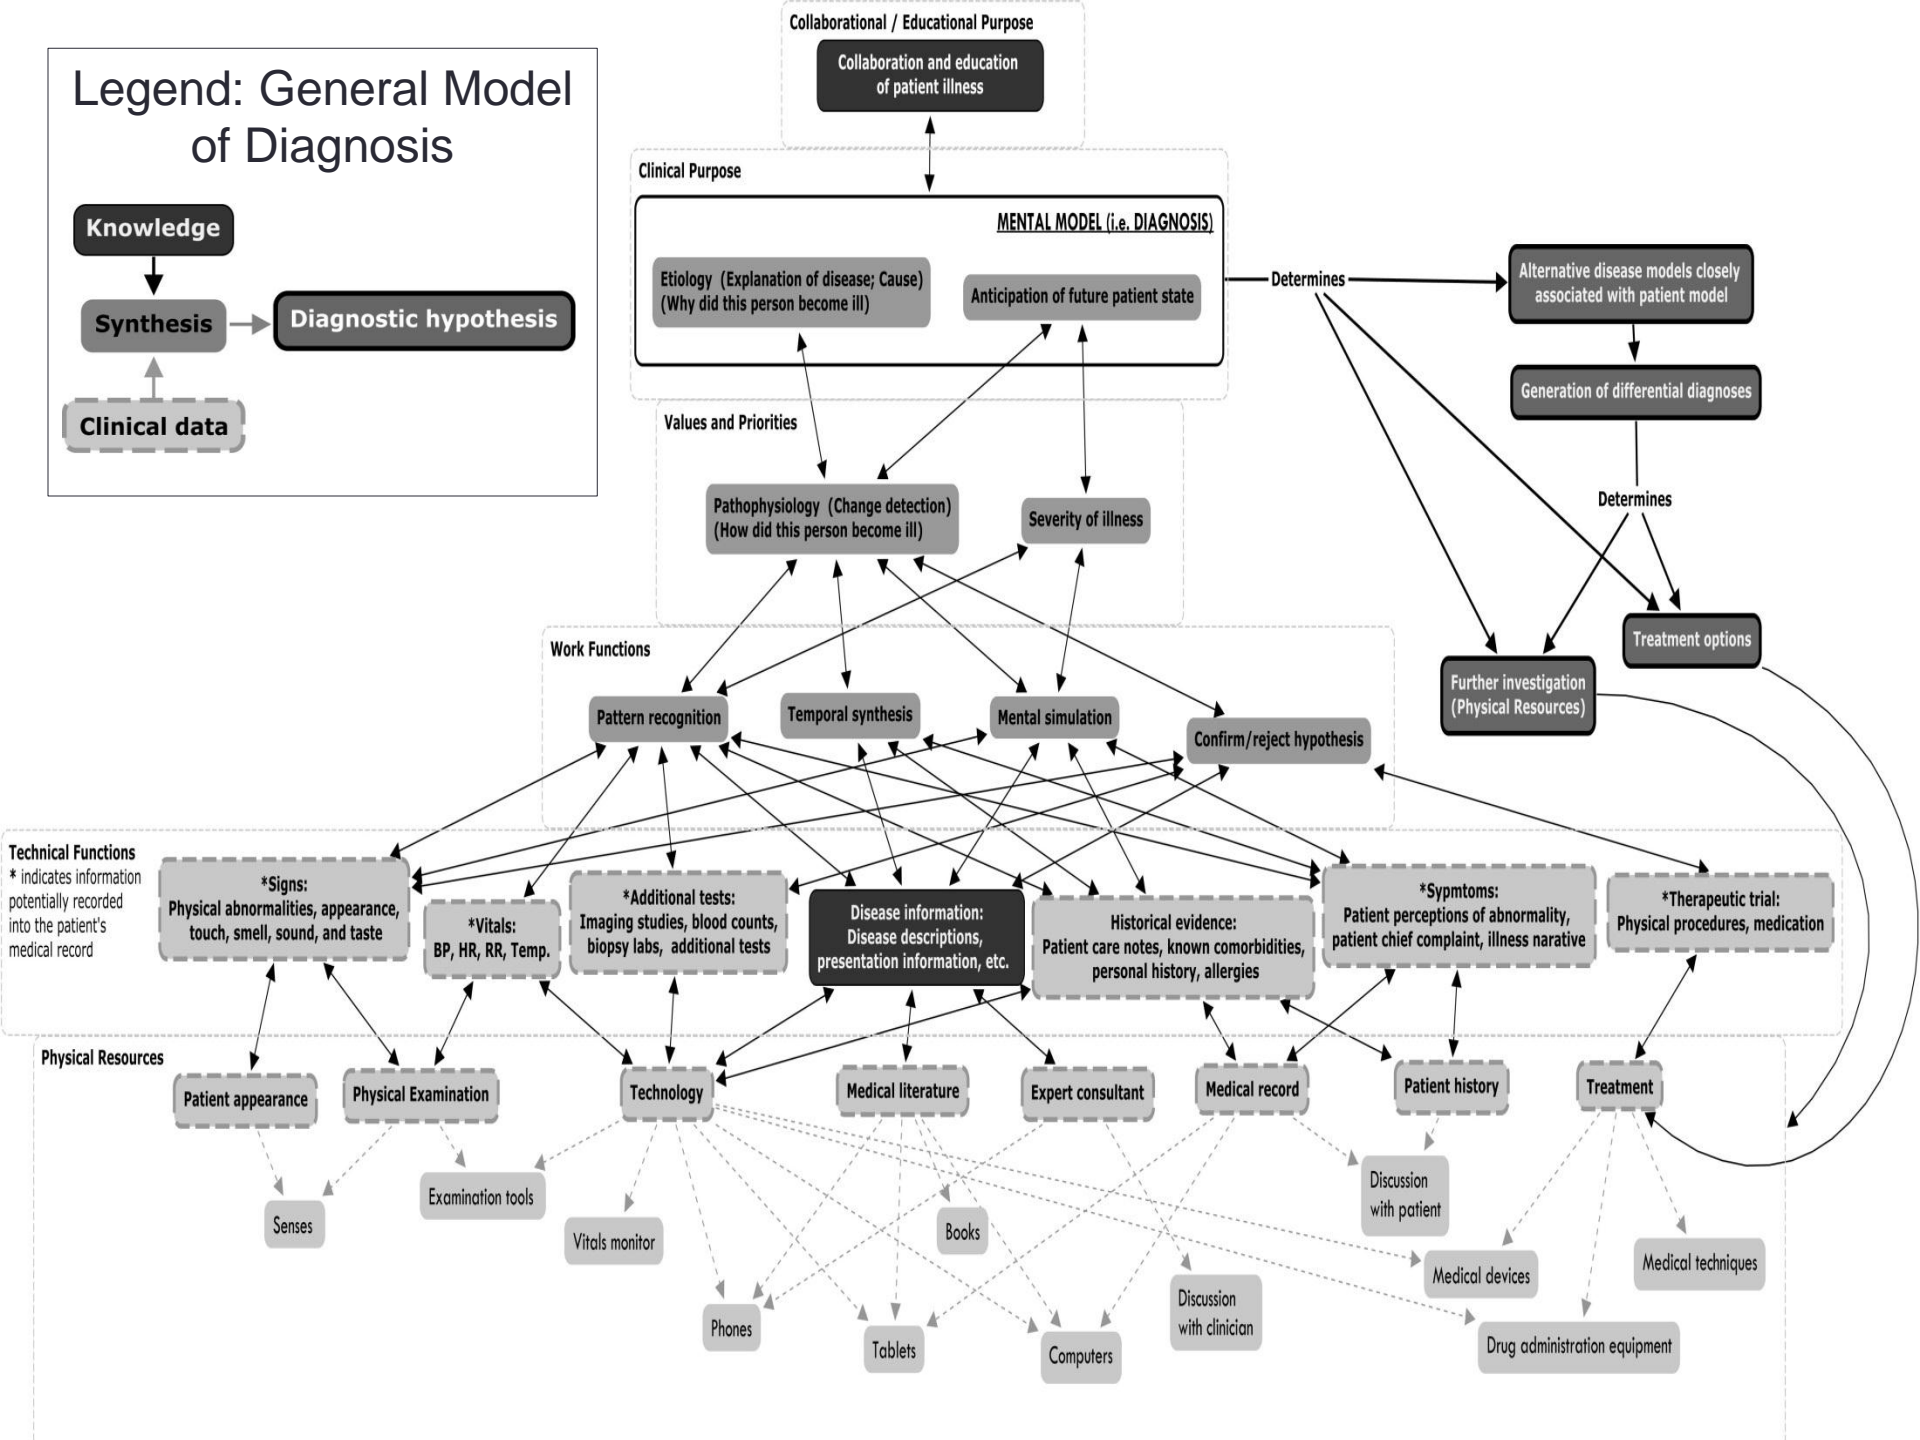 Legend: General Model
of Diagnosis
Knowledge
Synthesis
Diagnostic hypothesis
Clinical data
Collaborational / Educational Purpose
Collaboration and education
of patient illness
Clinical Purpose
MENTAL MODEL (i.e. DIAGNOSIS)
Etiology (Explanation of disease; Cause)
(Why did this person become ill)
Anticipation of future patient state
Determines
Alternative disease models closely
associated with patient model
Generation of differential diagnoses
Determines
Treatment options
Further investigation
(Physical Resources)
Values and Priorities
Pathophysiology (Change detection)
(How did this person become ill)
Severity of illness
Work Functions
Pattern recognition
Temporal synthesis
Mental simulation
Confirm/reject hypothesis
Technical Functions
* indicates information
potentially recorded
into the patient's
medical record
*Signs:
Physical abnormalities, appearance,
touch, smell, sound, and taste
*Vitals:
BP, HR, RR, Temp.
*Additional tests:
Imaging studies, blood counts,
biopsy labs, additional tests
Disease information:
Disease descriptions,
presentation information, etc.
Historical evidence:
Patient care notes, known comorbidities,
personal history, allergies
*Sypmtoms:
Patient perceptions of abnormality,
patient chief complaint, illness narative
*Therapeutic trial:
Physical procedures, medication
Physical Resources
Patient appearance
Physical Examination
Technology
Medical literature
Expert consultant
Medical record
Patient history
Treatment
Senses
Examination tools
Vitals monitor
Phones
Tablets
Books
Computers
Discussion
with clinician
Discussion
with patient
Medical devices
Drug administration equipment
Medical techniques